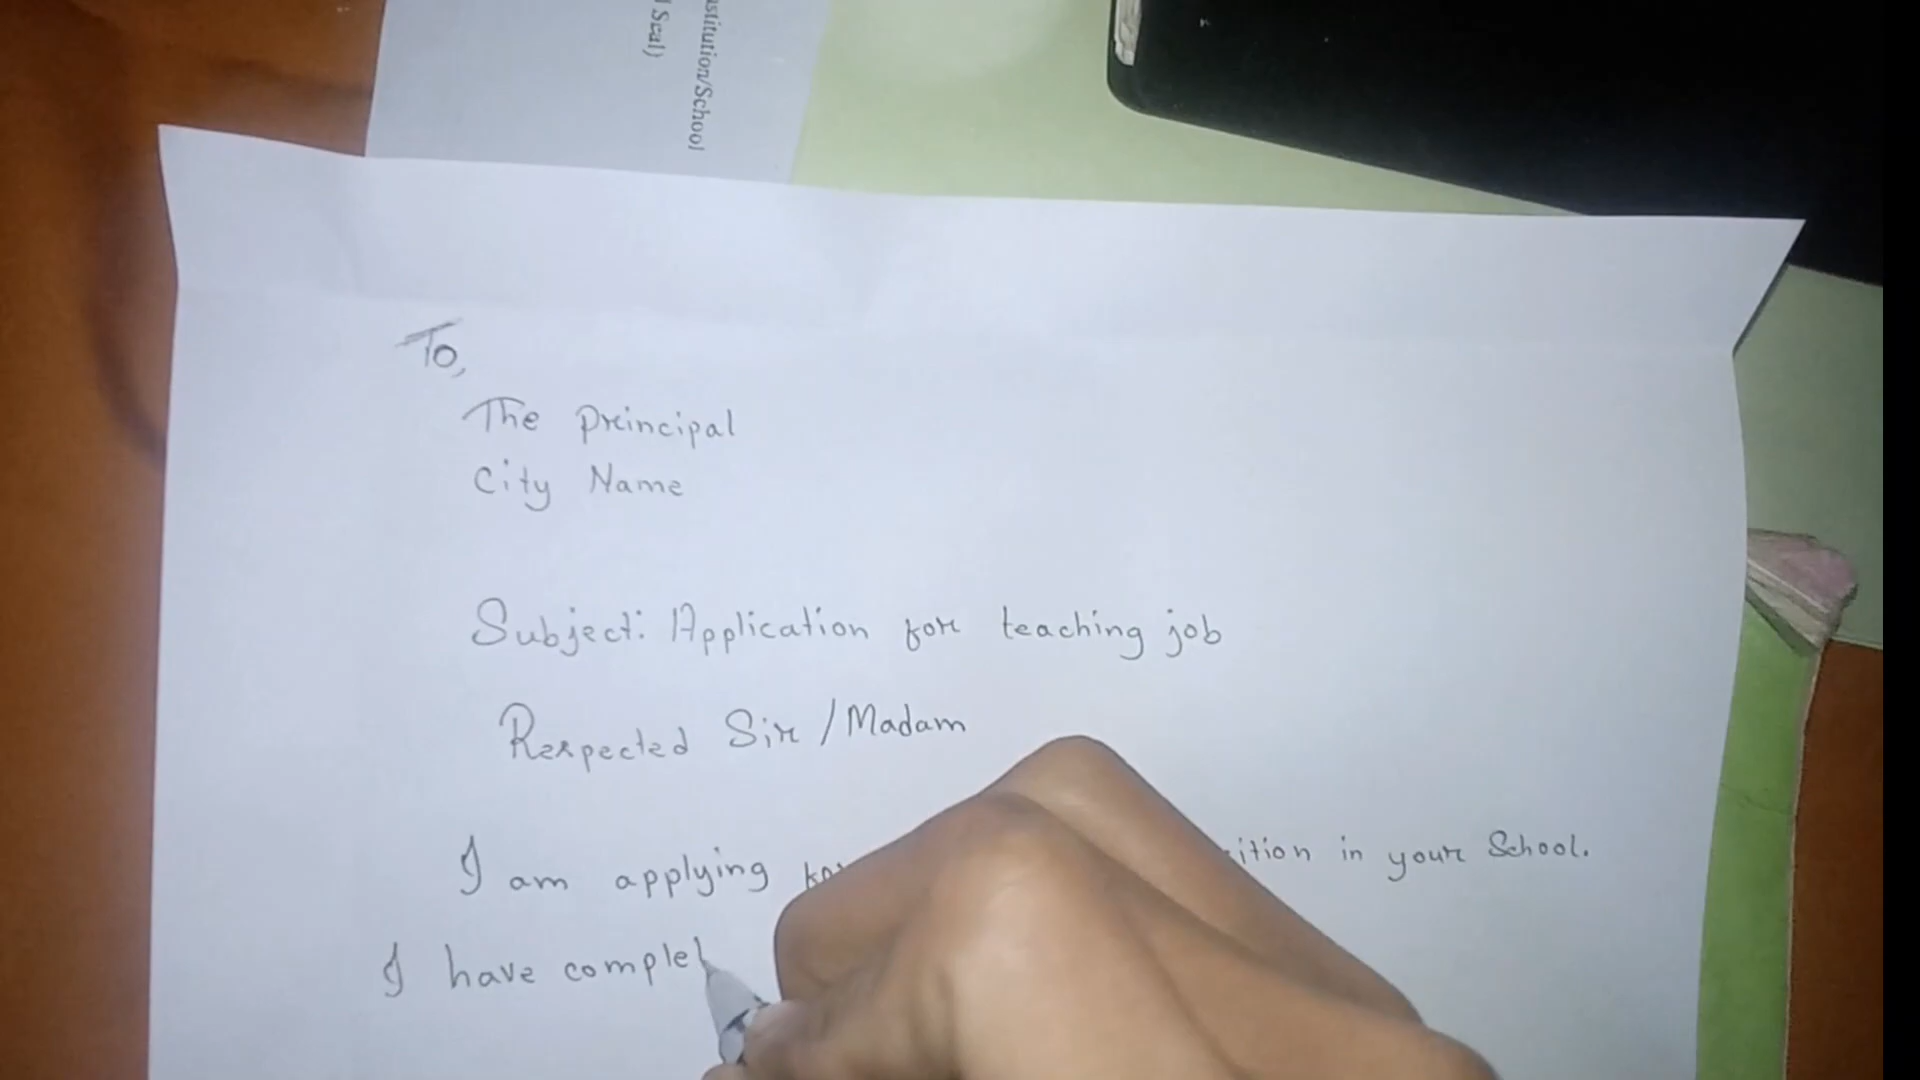 stitution/School
Seal)
To,
The Principal
City Name
Subject: Application for teaching job
Respected Sir/Madam
I am applying for ition in your School.
I have complet